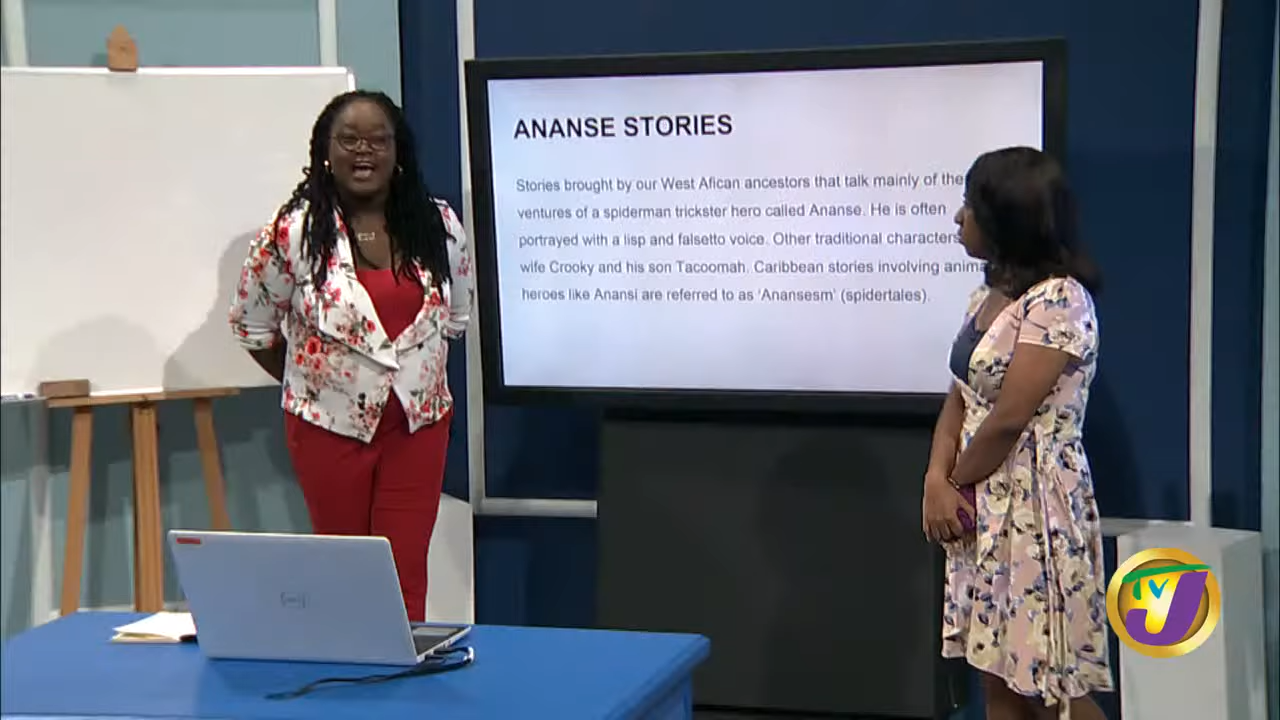 ANANSE STORIES
Stories brought by our West Afican ancestors that talk mainly of the
ventures of a spiderman trickster hero called Ananse. He is often
portrayed with a lisp and falsetto voice. Other traditional characters
wife Crooky and his son Tacoomah. Caribbean stories involving anima
heroes like Anansi are referred to as ‘Anansesm’ (spidertales).
TVJ